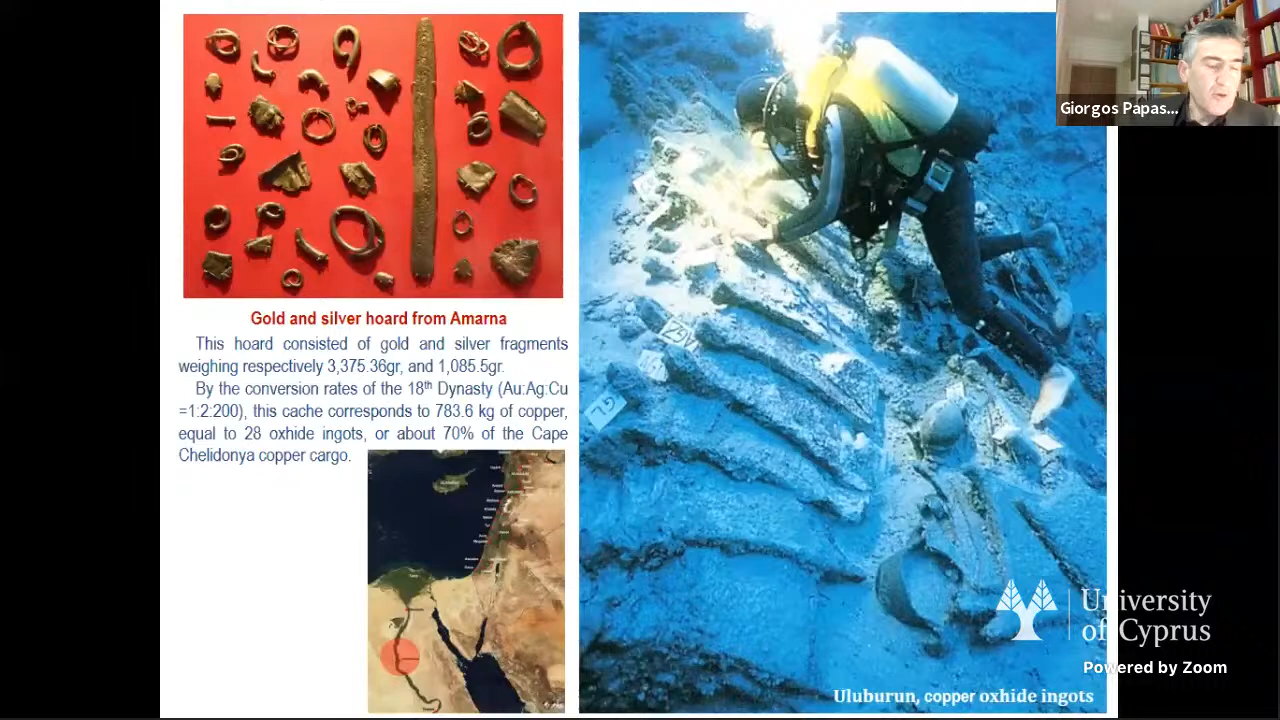 Giorgos Papas...
Gold and silver hoard from Amarna
This hoard consisted of gold and silver fragments
weighing respectively 3,375.36gr, and 1,085.5gr.
By the conversion rates of the 18th Dynasty (Au:Ag:Cu
=1:2:200), this cache corresponds to 783.6 kg of copper,
equal to 28 oxhide ingots, or about 70% of the Cape
Chelidonya copper cargo.
GL
University
of Cyprus
Powered by Zoom
Uluburun, copper oxhide ingots